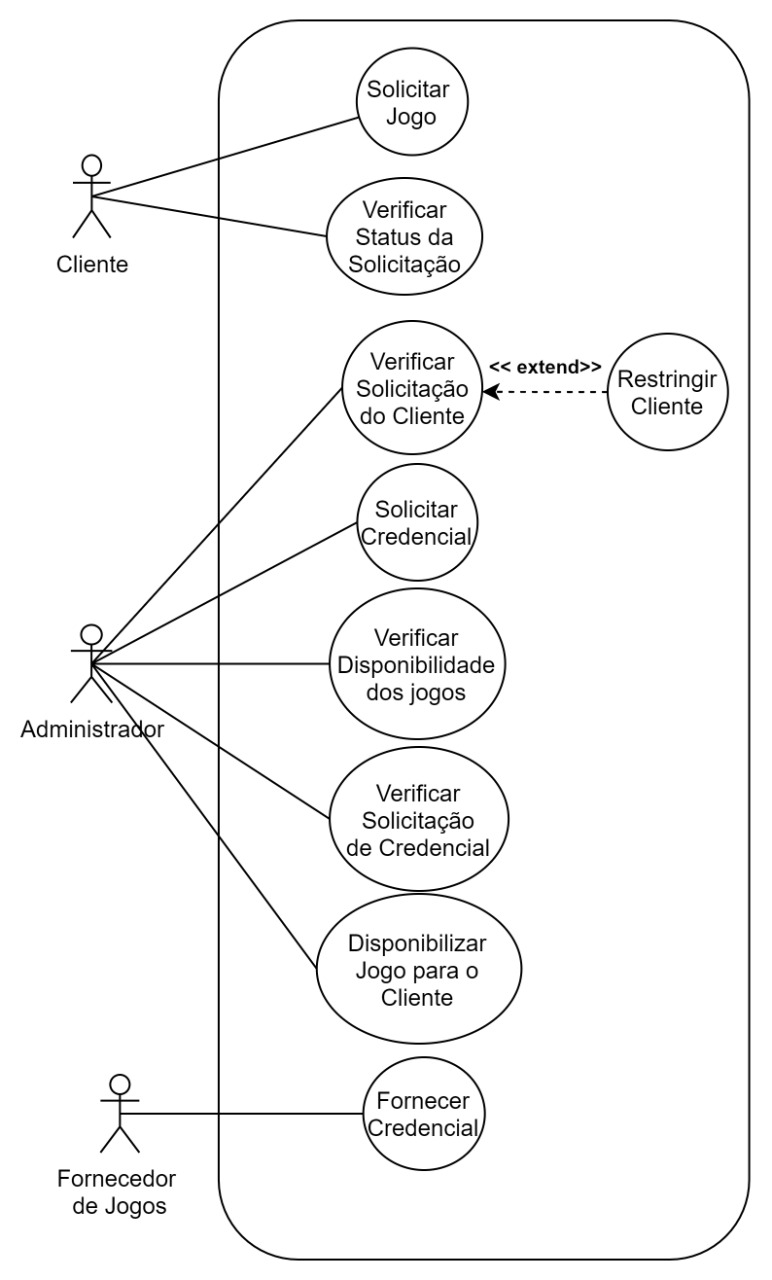 Solicitar
Jogo
Verificar
Status da
Solicitação
Cliente
Verificar
Solicitação
do Cliente
<< extend>>
Restringir
Cliente
Solicitar
Credencial
Verificar
Disponibilidade
dos jogos
Administrador
Verificar
Solicitação
de Credencial
Disponibilizar
Jogo para o
Cliente
Fornecer
Credencial
Fornecedor
de Jogos